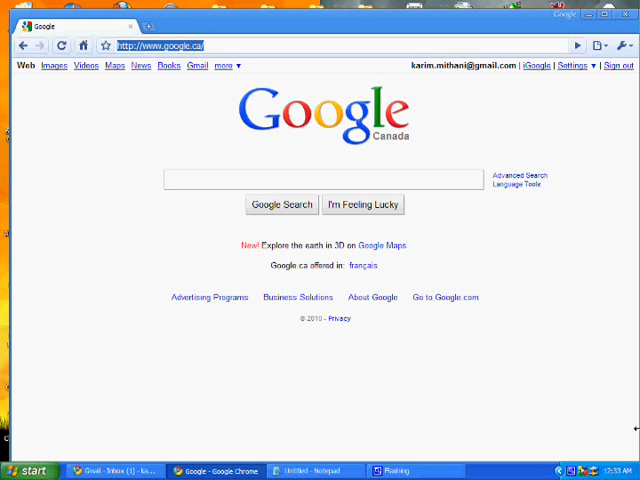 Google
Google
http://www.google.ca/
Web Images Videos Maps News Books Gmail more ▼
karim.mithani@gmail.com | iGoogle | Settings ▼ | Sign out
Google
Canada
Advanced Search
Language Tools
Google Search I'm Feeling Lucky
New! Explore the earth in 3D on Google Maps
Google.ca offered in: français
Advertising Programs Business Solutions About Google Go to Google.com
© 2010 - Privacy
start Gmail - Inbox (1) - ka... Google - Google Chrome Untitled - Notepad Flashing 12:33 AM